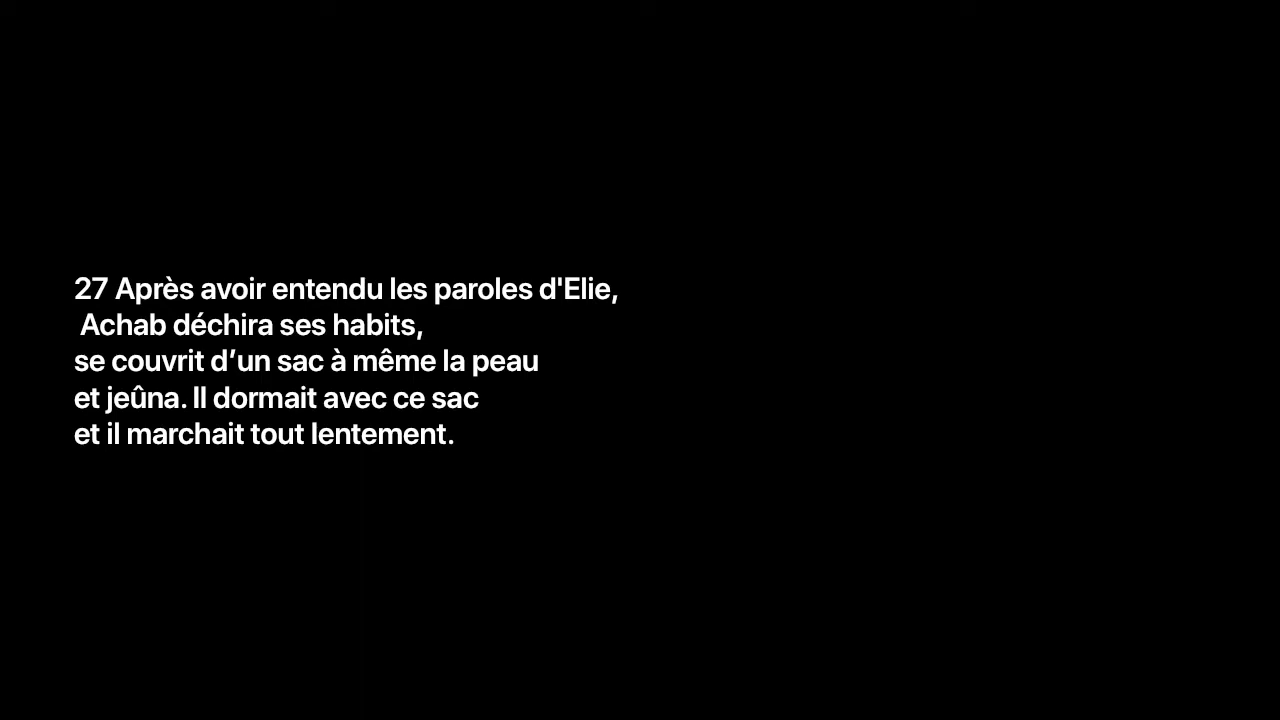 27 Après avoir entendu les paroles d'Elie,
Achab déchira ses habits,
se couvrit d’un sac à même la peau
et jeûna. Il dormait avec ce sac
et il marchait tout lentement.